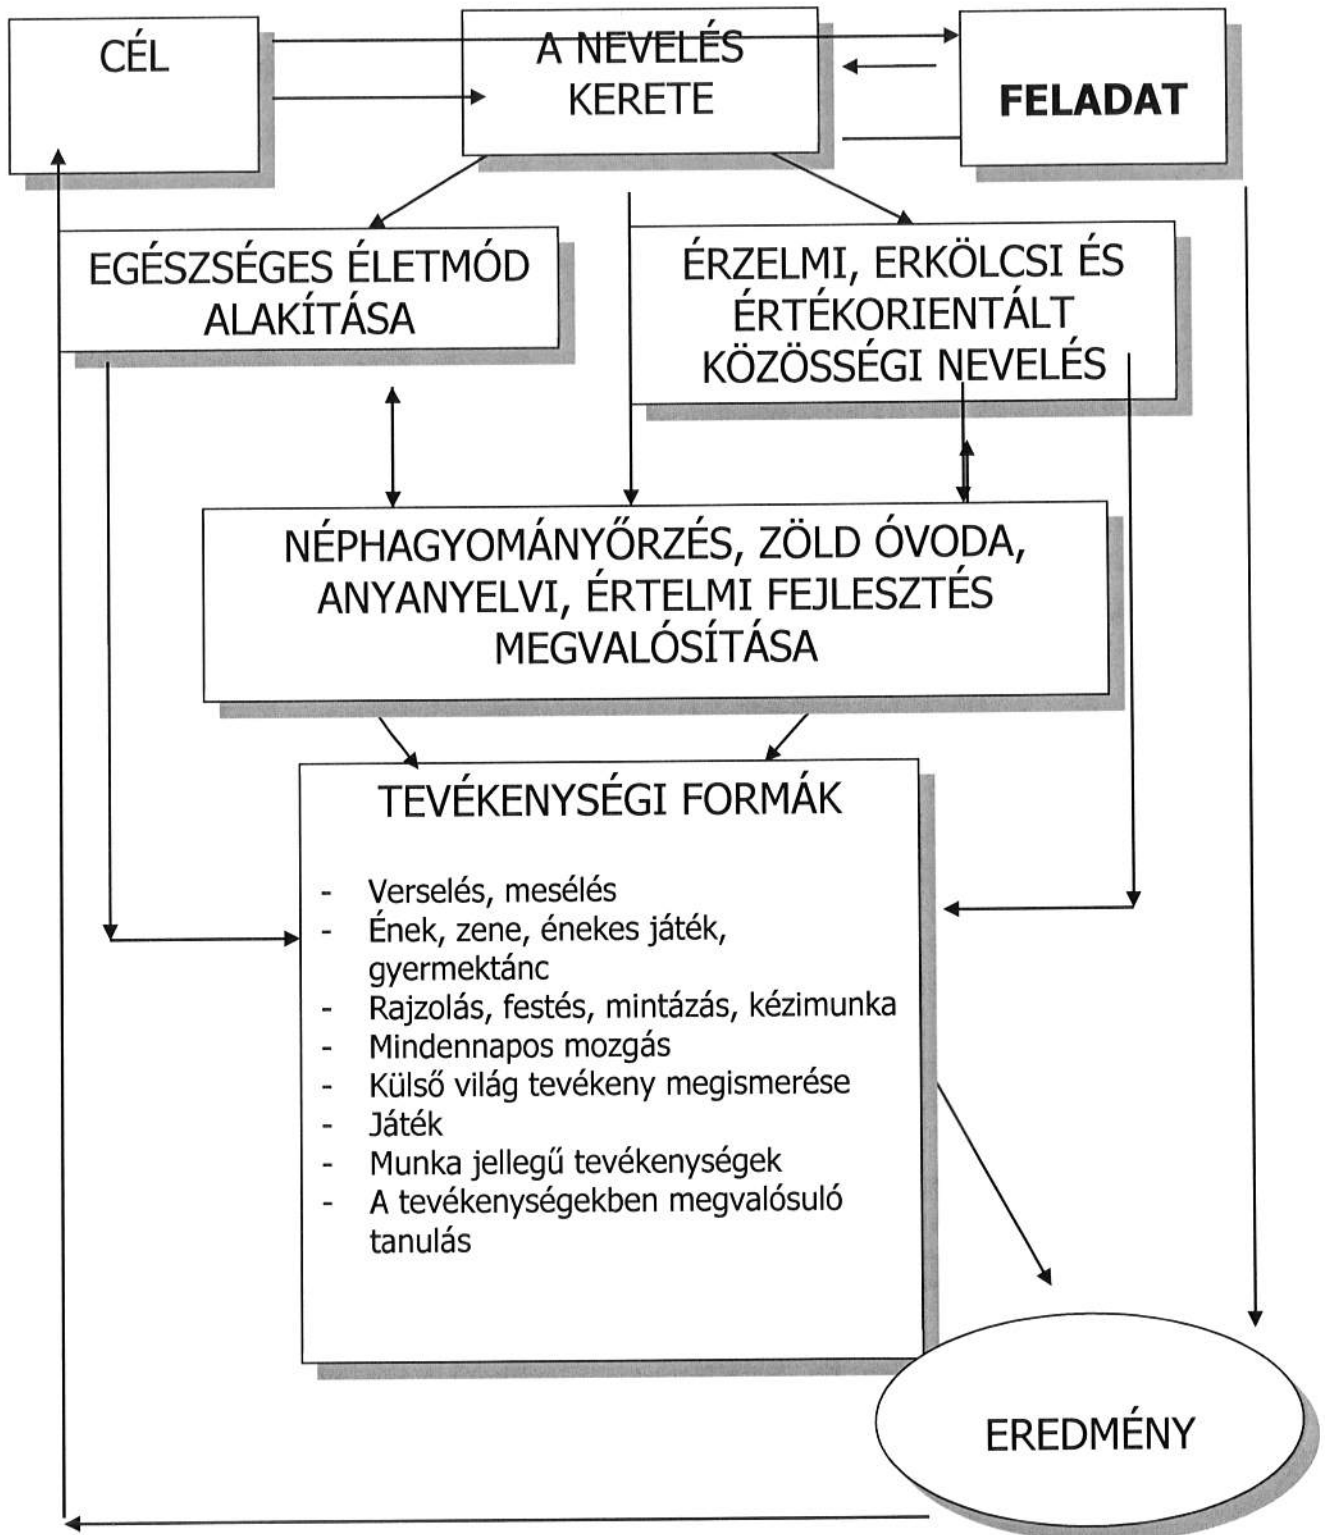 CÉL
A NEVELÉS
KERETE
FELADAT
EGÉSZSÉGES ÉLETMÓD
ALAKÍTÁSA
ÉRZELMI, ERKÖLCSI ÉS
ÉRTÉKORIENTÁLT
KÖZÖSSÉGI NEVELÉS
NÉPHAGYOMÁNYŐRZÉS, ZÖLD ÓVODA,
ANYANYELVI, ÉRTELMI FEJLESZTÉS
MEGVALÓSÍTÁSA
TEVÉKENYSÉGI FORMÁK
- Verselés, mesélés
- Ének, zene, énekes játék,
gyermektánc
- Rajzolás, festés, mintázás, kézimunka
- Mindennapos mozgás
- Külső világ tevékeny megismerése
- Játék
- Munka jellegű tevékenységek
- A tevékenységekben megvalósuló
tanulás
EREDMÉNY